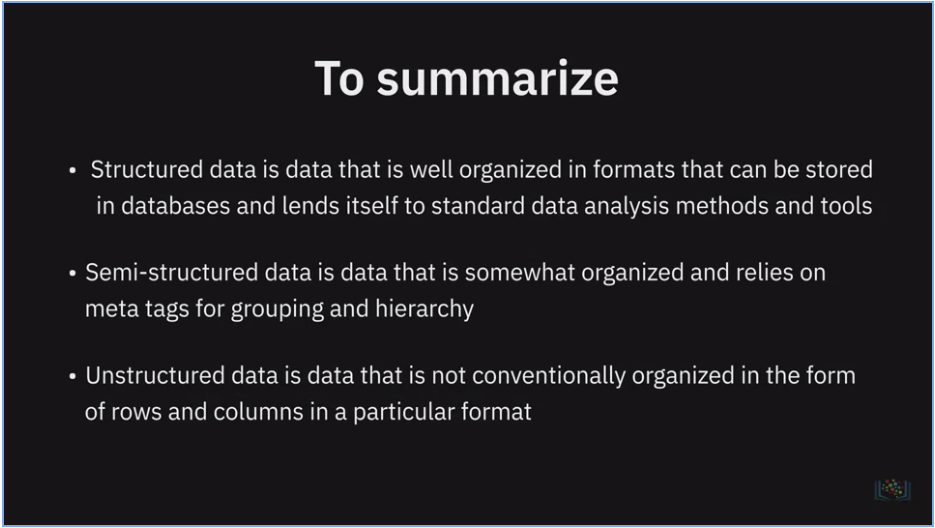 To summarize
• Structured data is data that is well organized in formats that can be stored
in databases and lends itself to standard data analysis methods and tools
• Semi-structured data is data that is somewhat organized and relies on
meta tags for grouping and hierarchy
• Unstructured data is data that is not conventionally organized in the form
of rows and columns in a particular format